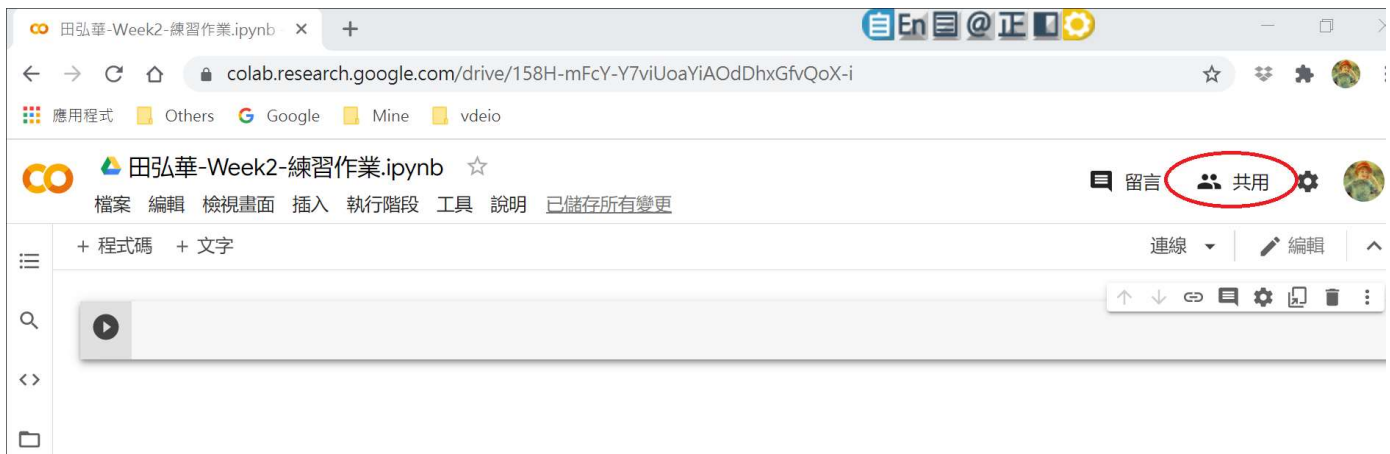 田弘華-Week2-練習作業.ipynb
En @ 正
colab.research.google.com/drive/158H-mFcY-Y7viUoaYiAOdDhxGfvQoX-i
應用程式 Others Google Mine vdeio
田弘華-Week2-練習作業.ipynb
留言 共用
檔案 編輯 檢視畫面 插入 執行階段 工具 說明 已儲存所有變更
+ 程式碼 + 文字 連線 編輯